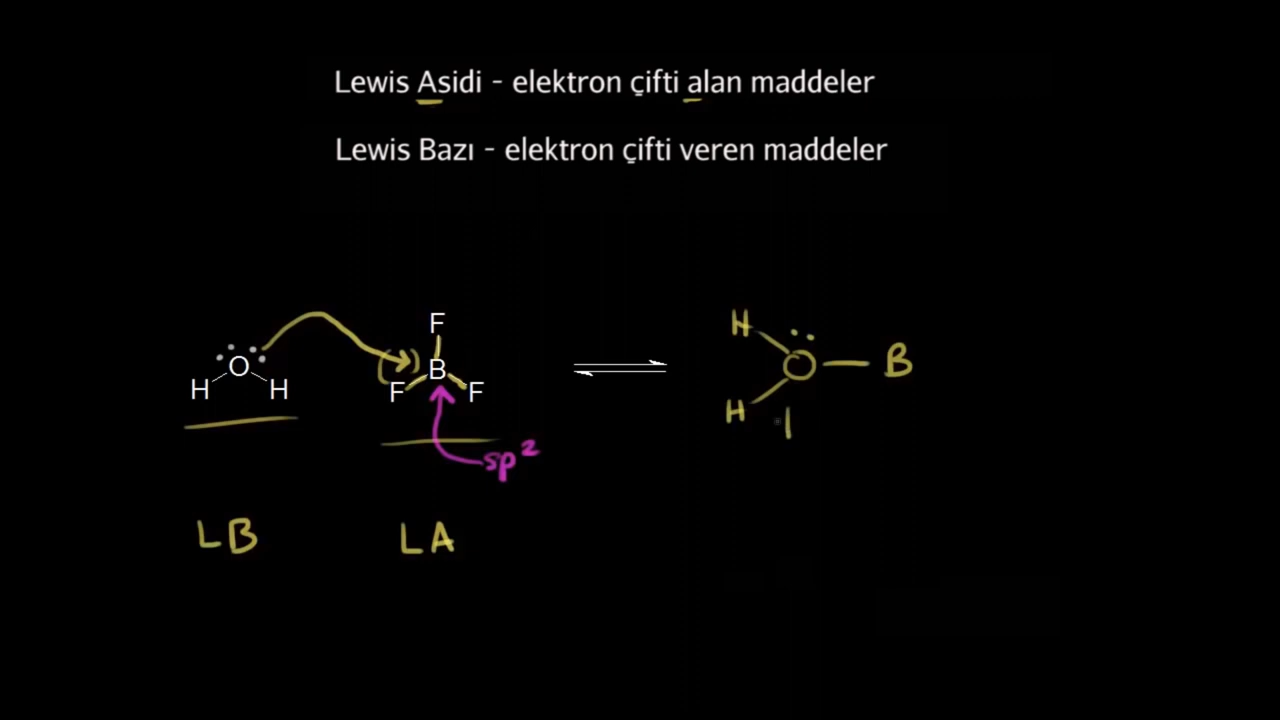 Lewis Asidi - elektron çifti alan maddeler
Lewis Bazı - elektron çifti veren maddeler
F
H
O
B
O
B
H
H
F
F
H
sp²
LB
LA